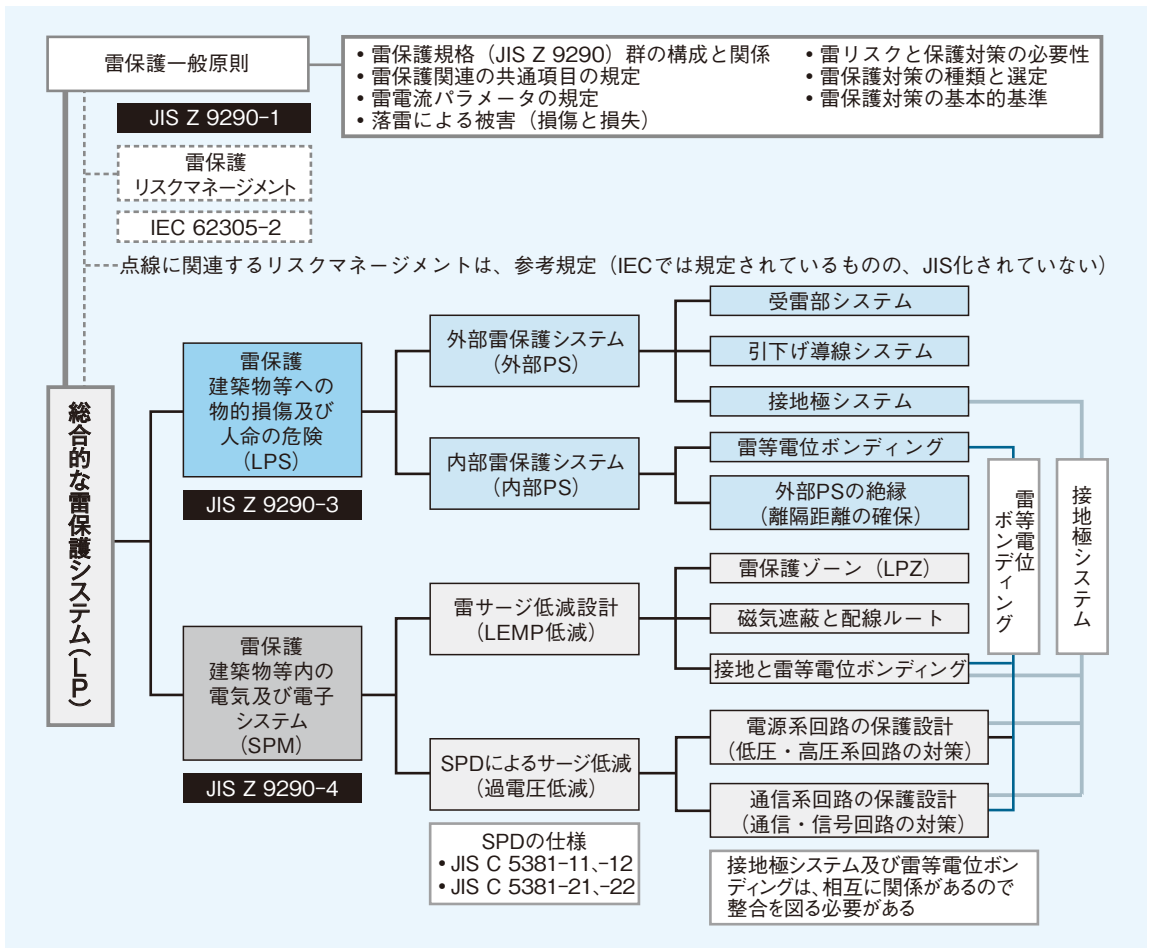 雷保護一般原則
• 雷保護規格（JIS Z 9290）群の構成と関係
• 雷保護関連の共通項目の規定
• 雷電流パラメータの規定
• 落雷による被害（損傷と損失）
• 雷リスクと保護対策の必要性
• 雷保護対策の種類と選定
• 雷保護対策の基本的基準
JIS Z 9290-1
雷保護
リスクマネージメント
IEC 62305-2
点線に関連するリスクマネージメントは、参考規定（IECでは規定されているものの、JIS化されていない）
総合的な雷保護システム（LP）
雷保護
建築物等への
物的損傷及び
人命の危険
（LPS）
JIS Z 9290-3
外部雷保護システム
（外部PS）
受雷部システム
引下げ導線システム
接地極システム
内部雷保護システム
（内部PS）
雷等電位ボンディング
外部PSの絶縁
（離隔距離の確保）
雷保護
建築物等内の
電気及び電子
システム
（SPM）
JIS Z 9290-4
雷サージ低減設計
（LEMP低減）
雷保護ゾーン（LPZ）
磁気遮蔽と配線ルート
接地と雷等電位ボンディング
SPDによるサージ低減
（過電圧低減）
電源系回路の保護設計
（低圧・高圧系回路の対策）
通信系回路の保護設計
（通信・信号回路の対策）
SPDの仕様
• JIS C 5381-11、-12
• JIS C 5381-21、-22
雷等電位
ボンディング
接地極システム
接地極システム及び雷等電位ボン
ディングは、相互に関係があるので
整合を図る必要がある